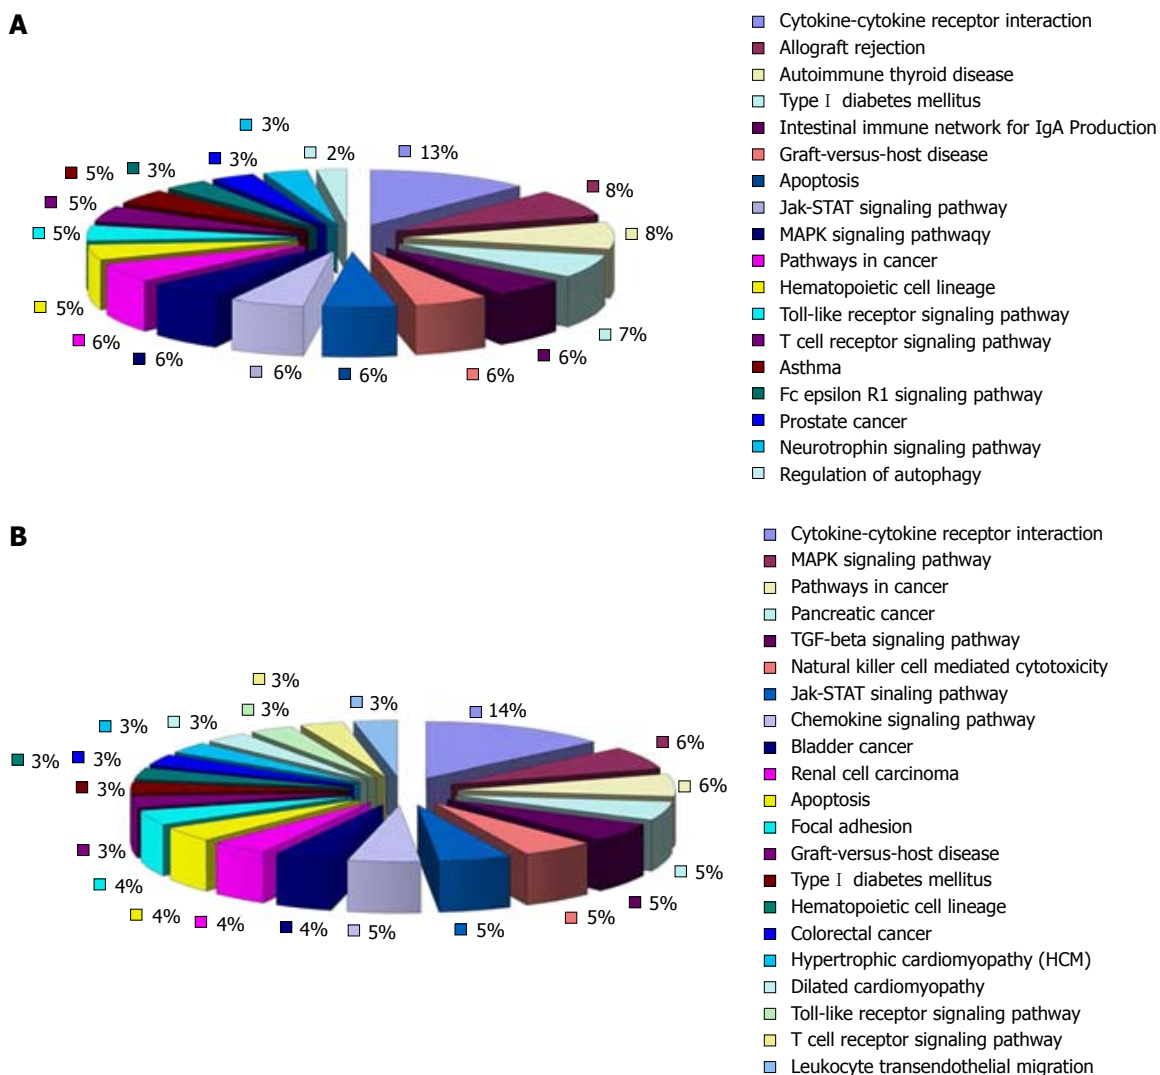 A
Cytokine-cytokine receptor interaction
Allograft rejection
Autoimmune thyroid disease
Type Ⅰ diabetes mellitus
Intestinal immune network for IgA Production
Graft-versus-host disease
Apoptosis
Jak-STAT signaling pathway
MAPK signaling pathwaqy
Pathways in cancer
Hematopoietic cell lineage
Toll-like receptor signaling pathway
T cell receptor signaling pathway
Asthma
Fc epsilon R1 signaling pathway
Prostate cancer
Neurotrophin signaling pathway
Regulation of autophagy
13%
8%
8%
7%
6%
6%
6%
6%
6%
6%
5%
5%
5%
5%
3%
3%
3%
2%
B
Cytokine-cytokine receptor interaction
MAPK signaling pathway
Pathways in cancer
Pancreatic cancer
TGF-beta signaling pathway
Natural killer cell mediated cytotoxicity
Jak-STAT sinaling pathway
Chemokine signaling pathway
Bladder cancer
Renal cell carcinoma
Apoptosis
Focal adhesion
Graft-versus-host disease
Type Ⅰ diabetes mellitus
Hematopoietic cell lineage
Colorectal cancer
Hypertrophic cardiomyopathy (HCM)
Dilated cardiomyopathy
Toll-like receptor signaling pathway
T cell receptor signaling pathway
Leukocyte transendothelial migration
14%
6%
6%
5%
5%
5%
5%
5%
4%
4%
4%
4%
3%
3%
3%
3%
3%
3%
3%
3%
3%